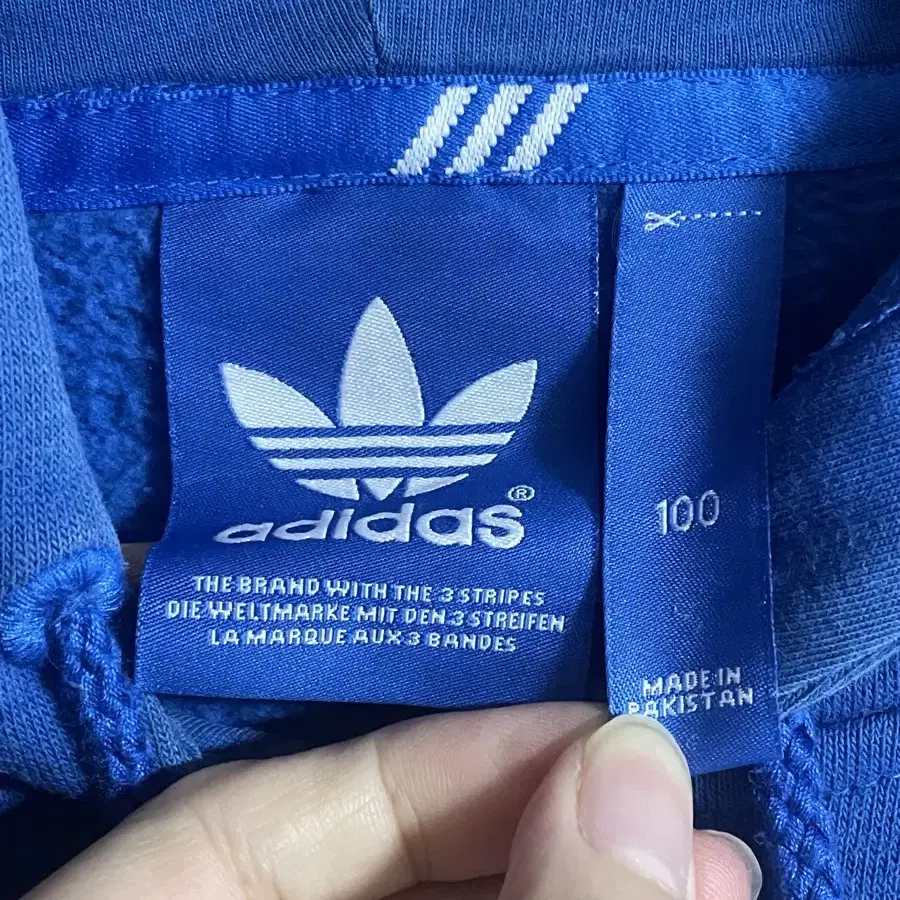 adidas®
THE BRAND WITH THE 3 STRIPES
DIE WELTMARKE MIT DEN 3 STREIFEN
LA MARQUE AUX 3 BANDES
100
MADE IN
PAKISTAN